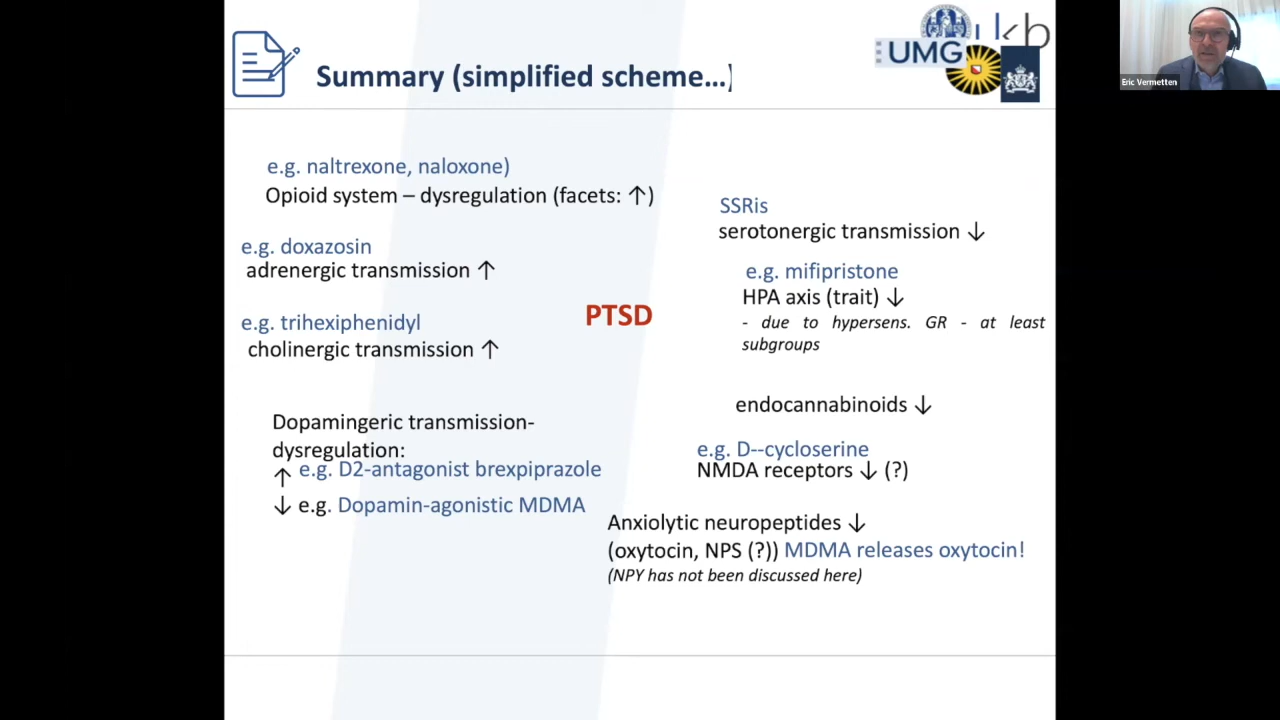 Summary (simplified scheme…)
UMG
ukb
Eric Vermetten
e.g. naltrexone, naloxone)
Opioid system – dysregulation (facets: ↑)
e.g. doxazosin
adrenergic transmission ↑
e.g. trihexiphenidyl
cholinergic transmission ↑
Dopamingeric transmission-
dysregulation:
↑ e.g. D2-antagonist brexpiprazole
↓ e.g. Dopamin-agonistic MDMA
PTSD
SSRis
serotonergic transmission ↓
e.g. mifipristone
HPA axis (trait) ↓
- due to hypersens. GR - at least
subgroups
endocannabinoids ↓
e.g. D--cycloserine
NMDA receptors ↓ (?)
Anxiolytic neuropeptides ↓
(oxytocin, NPS (?)) MDMA releases oxytocin!
(NPY has not been discussed here)